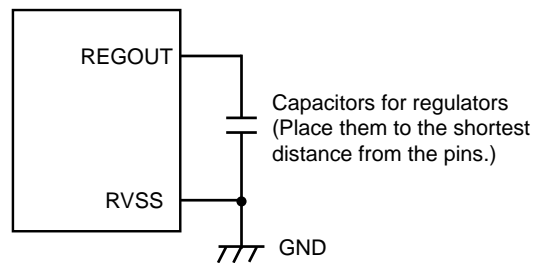 REGOUT
Capacitors for regulators
(Place them to the shortest
distance from the pins.)
RVSS
GND